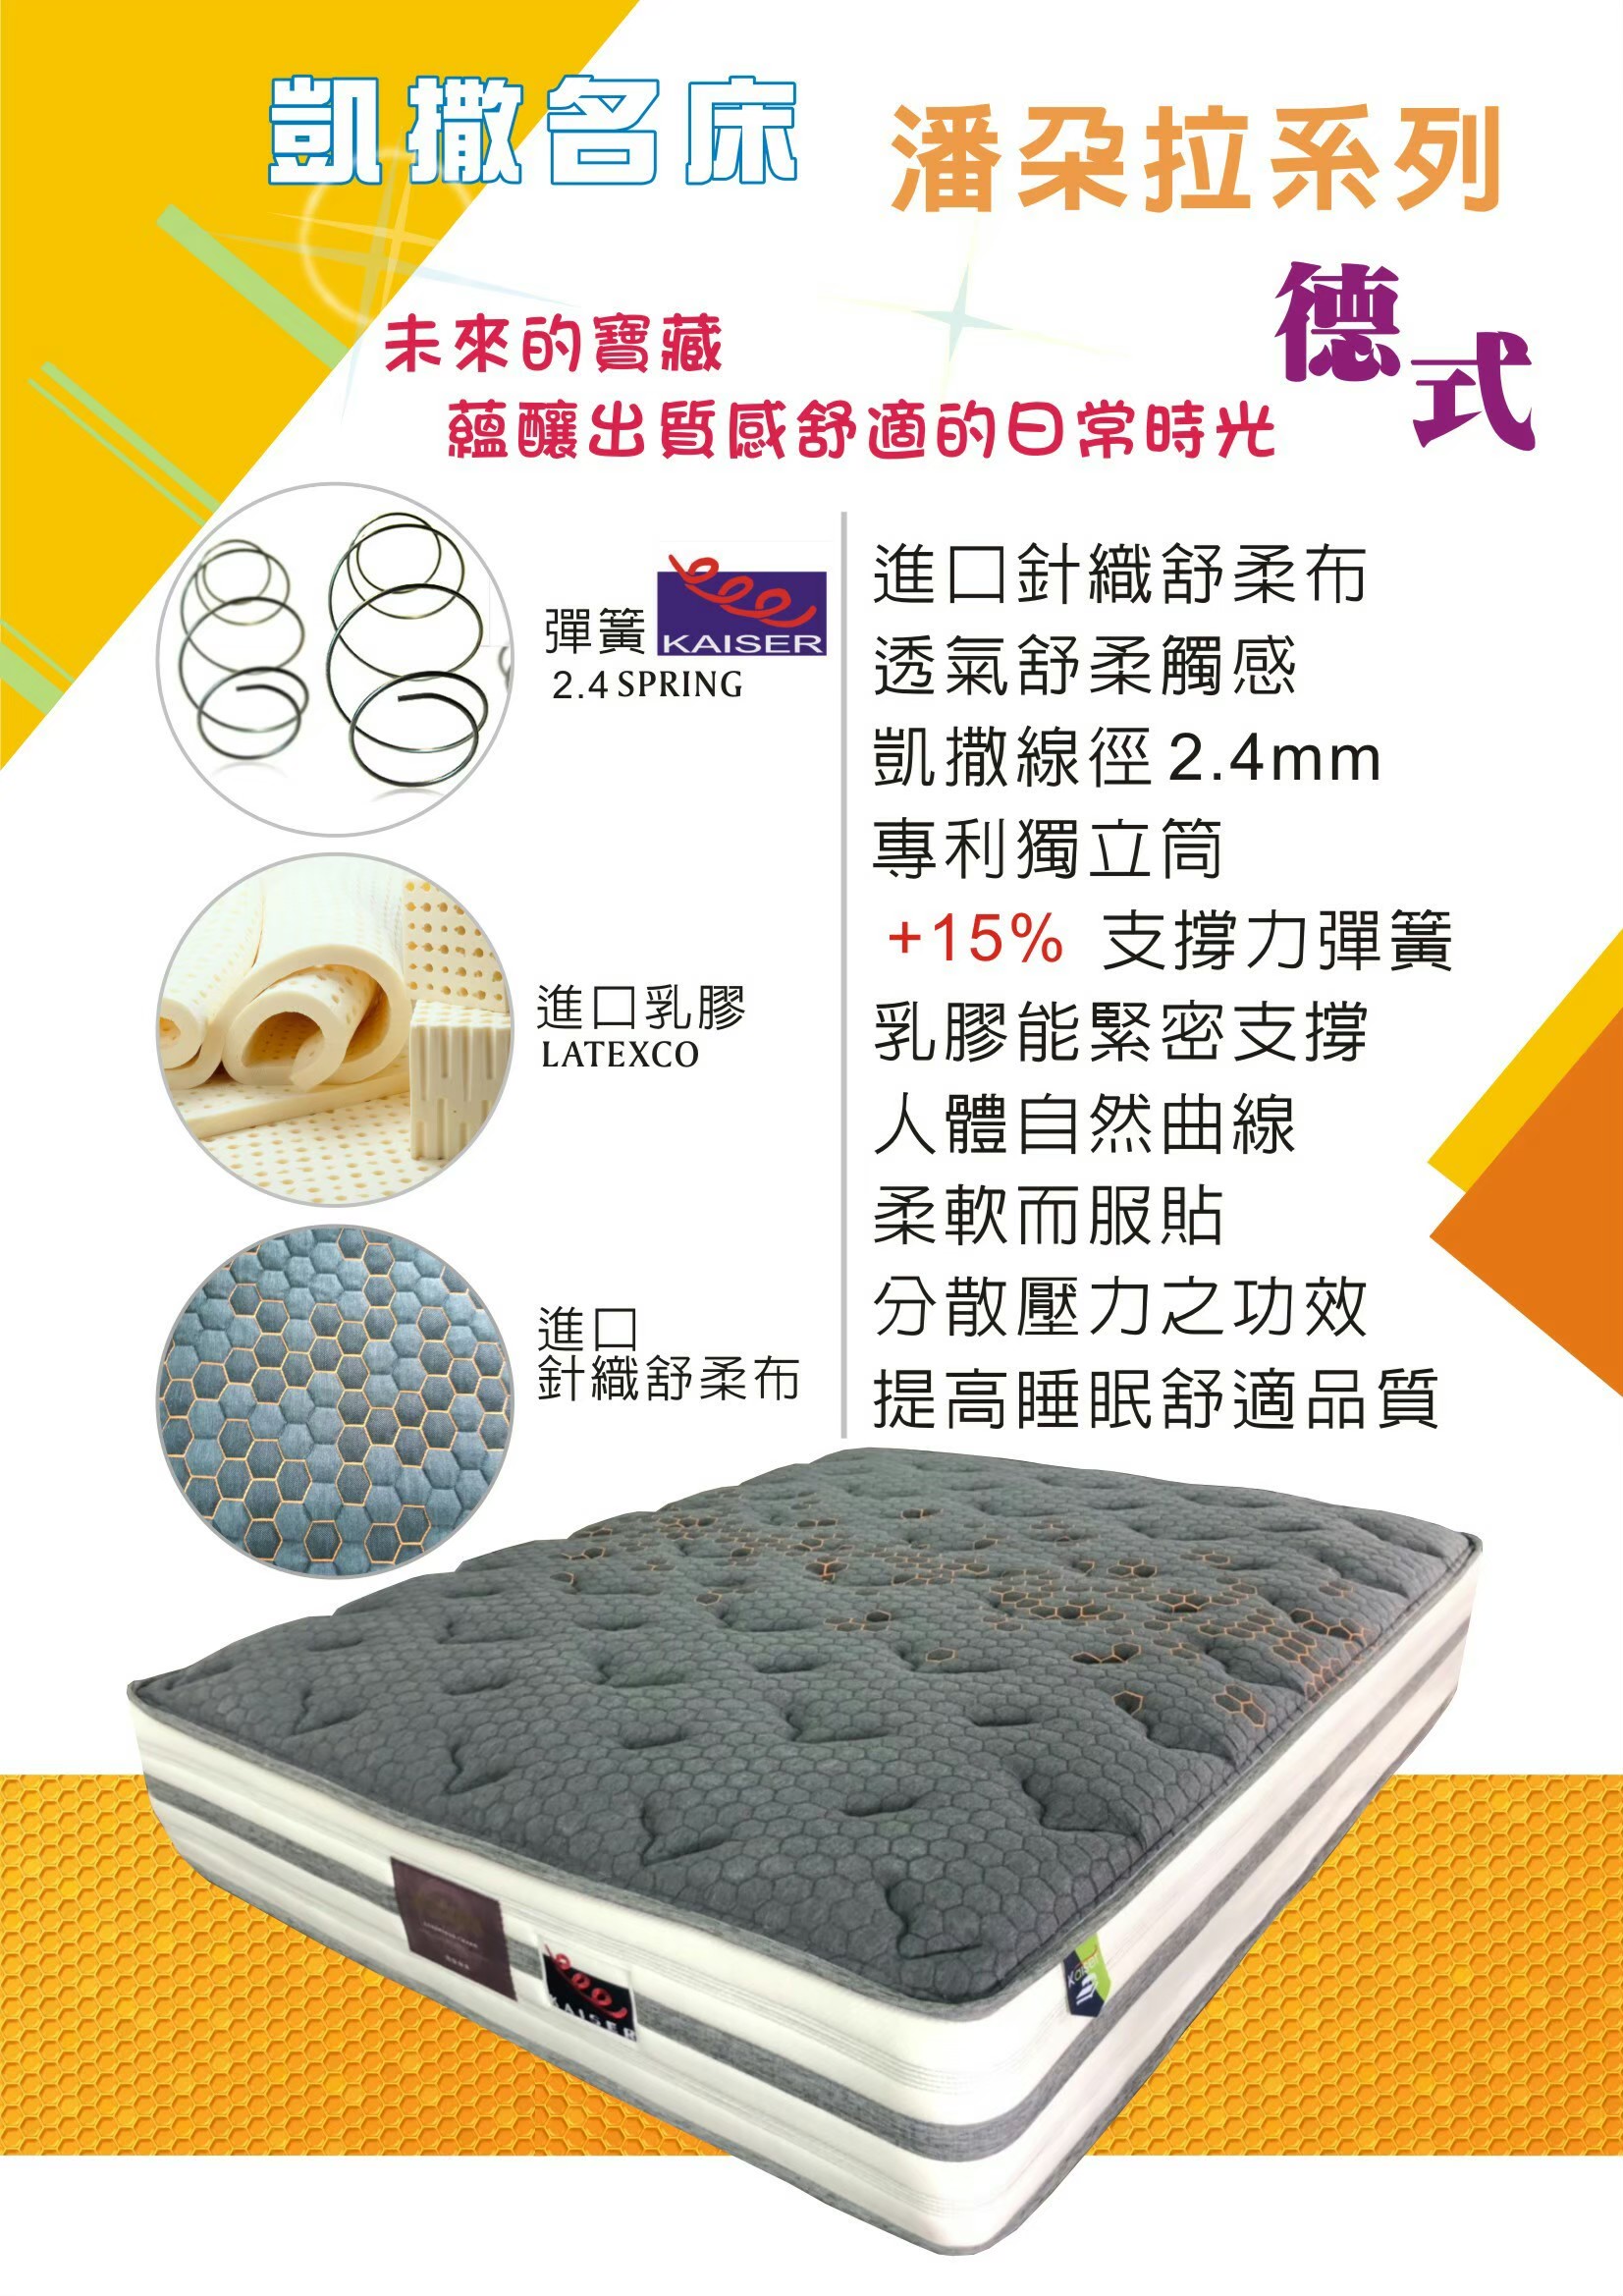 凱撒名床
潘朵拉系列
德式
未來的寶藏
蘊釀出質感舒適的日常時光
彈簧
KAISER
2.4 SPRING
進口乳膠
LATEXCO
進口
針織舒柔布
進口針織舒柔布
透氣舒柔觸感
凱撒線徑2.4mm
專利獨立筒
+15% 支撐力彈簧
乳膠能緊密支撐
人體自然曲線
柔軟而服貼
分散壓力之功效
提高睡眠舒適品質
KAISER